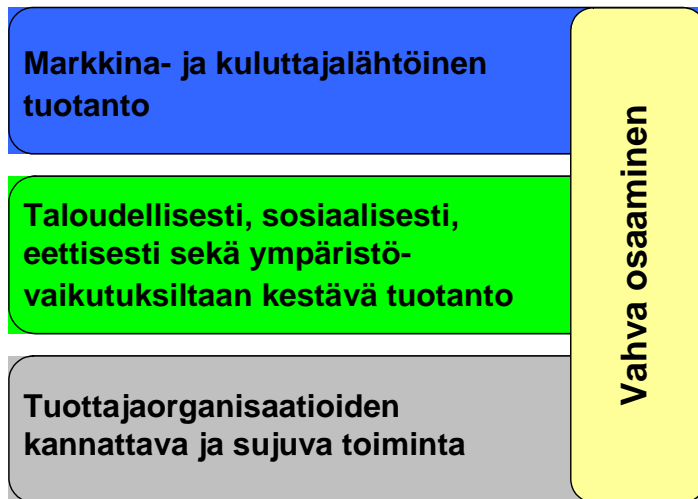 Markkina- ja kuluttajalähtöinen
tuotanto
Taloudellisesti, sosiaalisesti,
eettisesti sekä ympäristö-
vaikutuksiltaan kestävä tuotanto
Tuottajaorganisaatioiden
kannattava ja sujuva toiminta
Vahva osaaminen